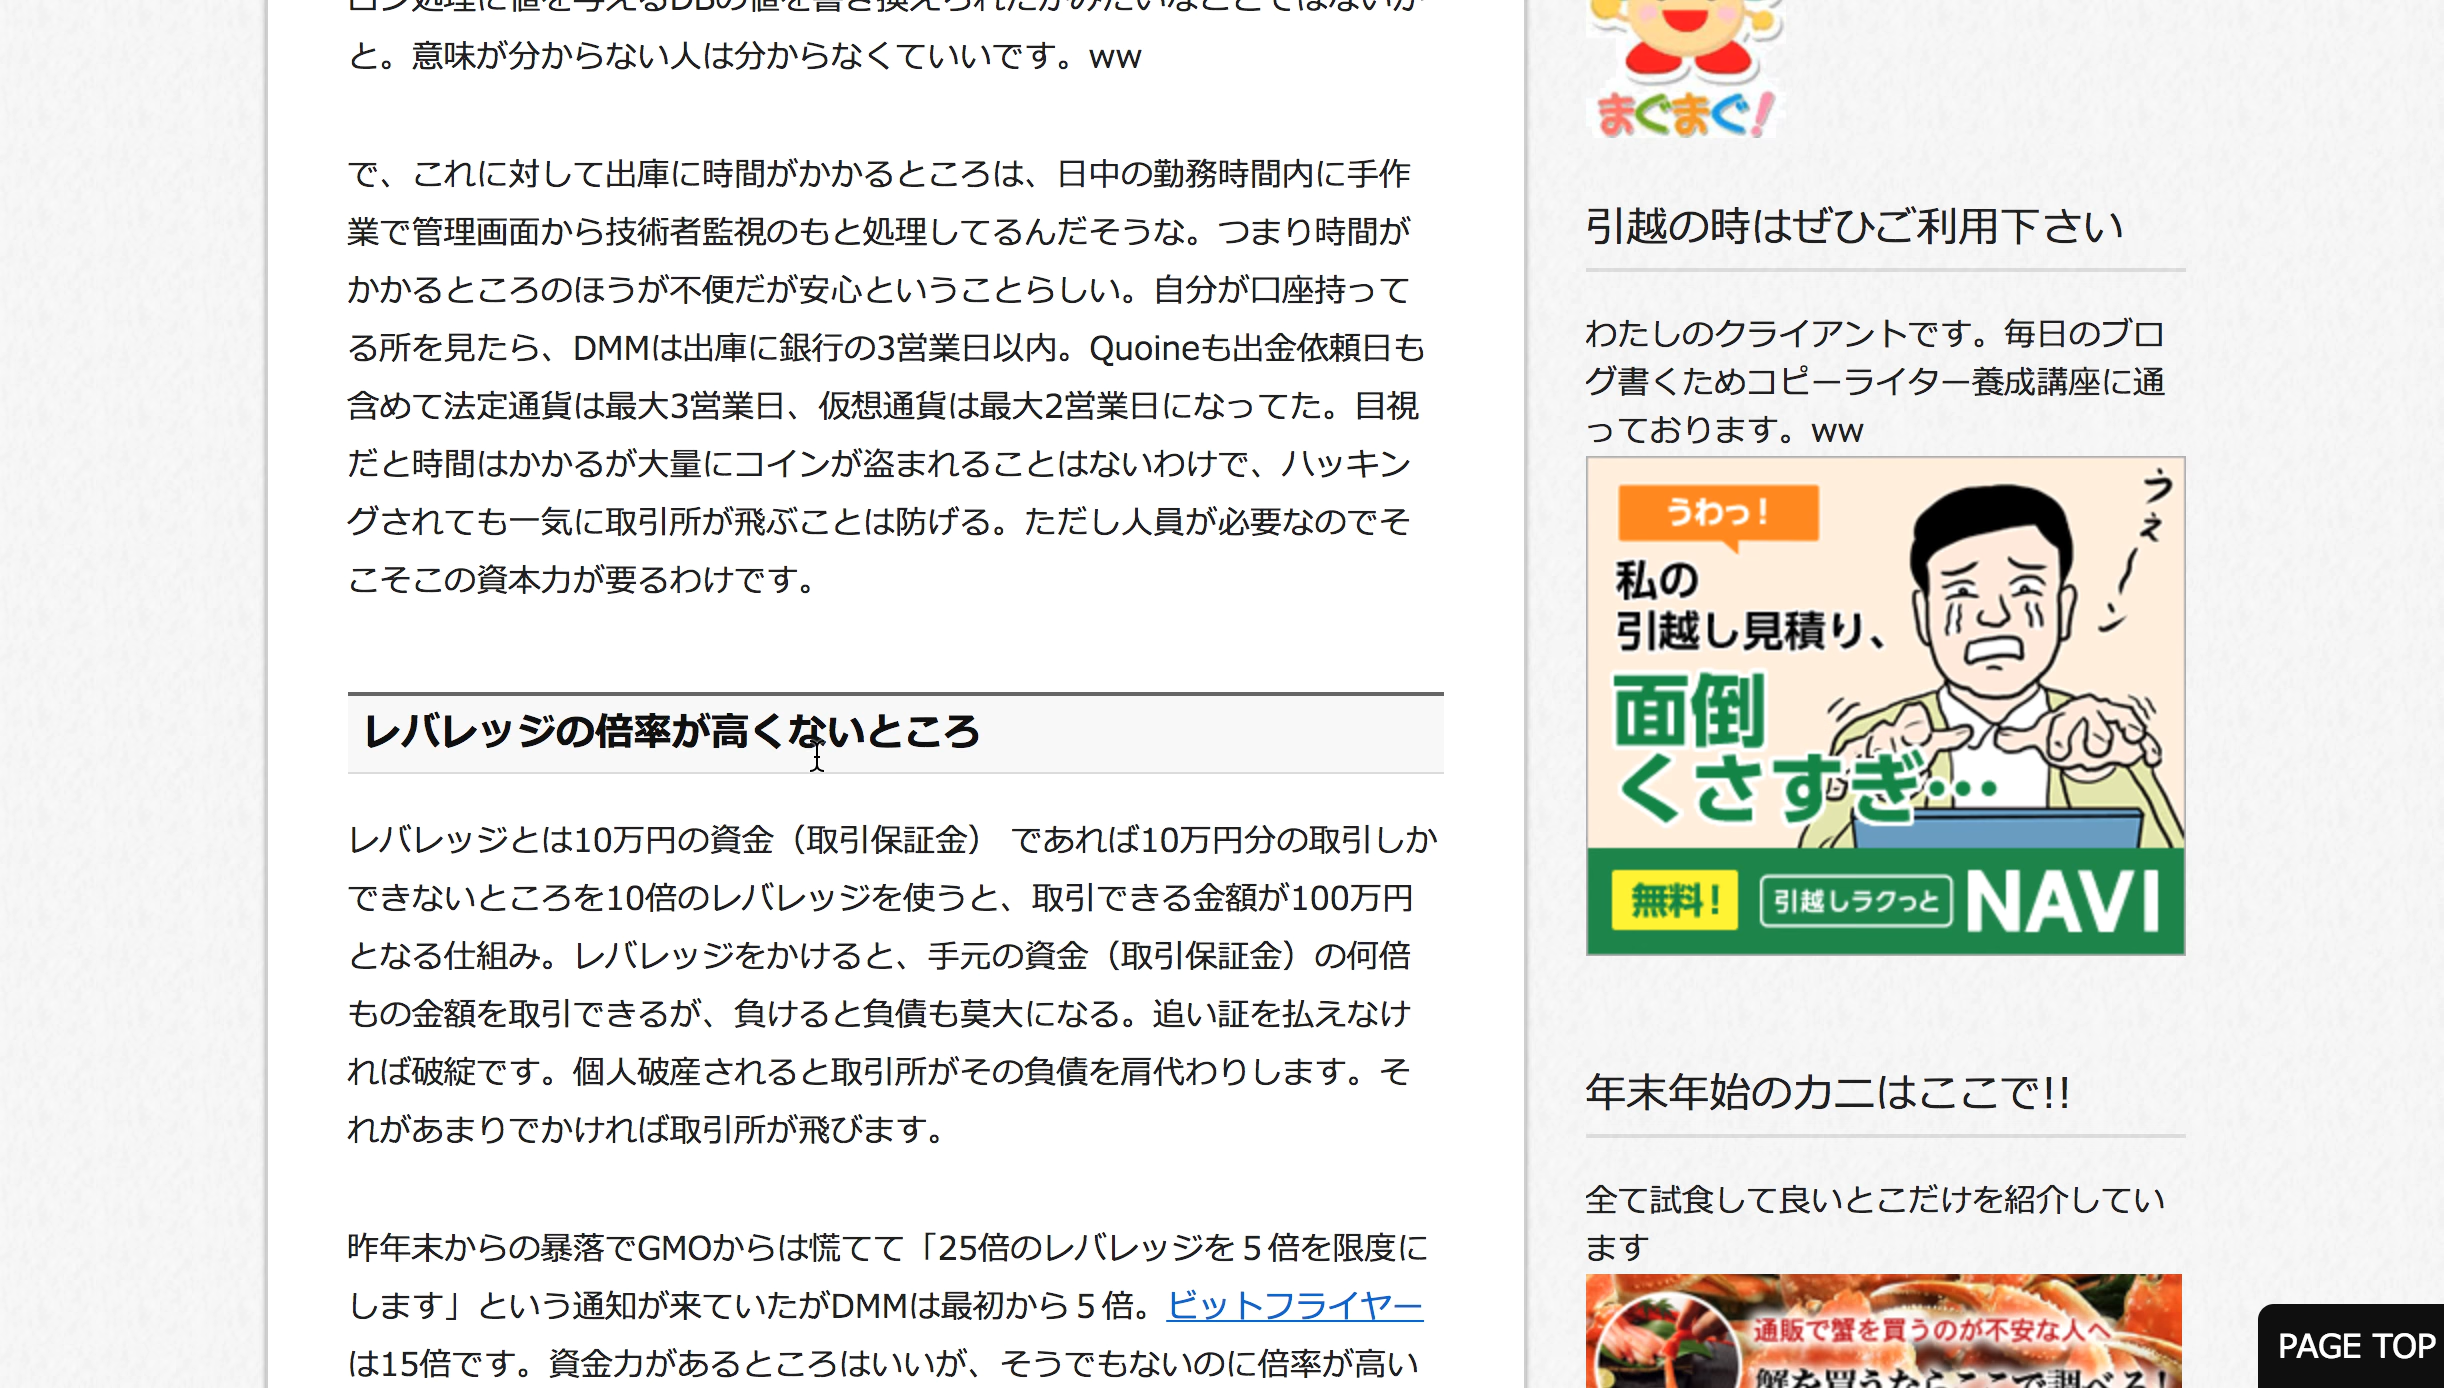 と。意味が分からない人は分からなくていいです。ww
で、これに対して出庫に時間がかかるところは、日中の勤務時間内に手作
業で管理画面から技術者監視のもと処理してるんだそうな。つまり時間が
かかるところのほうが不便だが安心ということらしい。自分が口座持って
る所を見たら、DMMは出庫に銀行の3営業日以内。Quoineも出金依頼日も
含めて法定通貨は最大3営業日、仮想通貨は最大2営業日になってた。目視
だと時間はかかるが大量にコインが盗まれることはないわけで、ハッキン
グされても一気に取引所が飛ぶことは防げる。ただし人員が必要なのでそ
こそこの資本力が要るわけです。
レバレッジの倍率が高くないところ
レバレッジとは10万円の資金（取引保証金） であれば10万円分の取引しか
できないところを10倍のレバレッジを使うと、取引できる金額が100万円
となる仕組み。レバレッジをかけると、手元の資金（取引保証金）の何倍
もの金額を取引できるが、負けると負債も莫大になる。追い証を払えなけ
れば破綻です。個人破産されると取引所がその負債を肩代わりします。そ
れがあまりでかければ取引所が飛びます。
昨年末からの暴落でGMOからは慌てて「25倍のレバレッジを５倍を限度に
します」という通知が来ていたがDMMは最初から５倍。ビットフライヤー
は15倍です。資金力があるところはいいが、そうでもないのに倍率が高い
まぐまぐ！
引越の時はぜひご利用下さい
わたしのクライアントです。毎日のブロ
グ書くためコピーライター養成講座に通
っております。ww
うわっ！
うぇーン
私の
引越し見積り、
面倒
くさすぎ…
無料！
引越しラクっと
NAVI
年末年始のカニはここで!!
全て試食して良いとこだけを紹介してい
ます
通販で蟹を買うのが不安な人へ
蟹を買うならここで調べる！
PAGE TOP